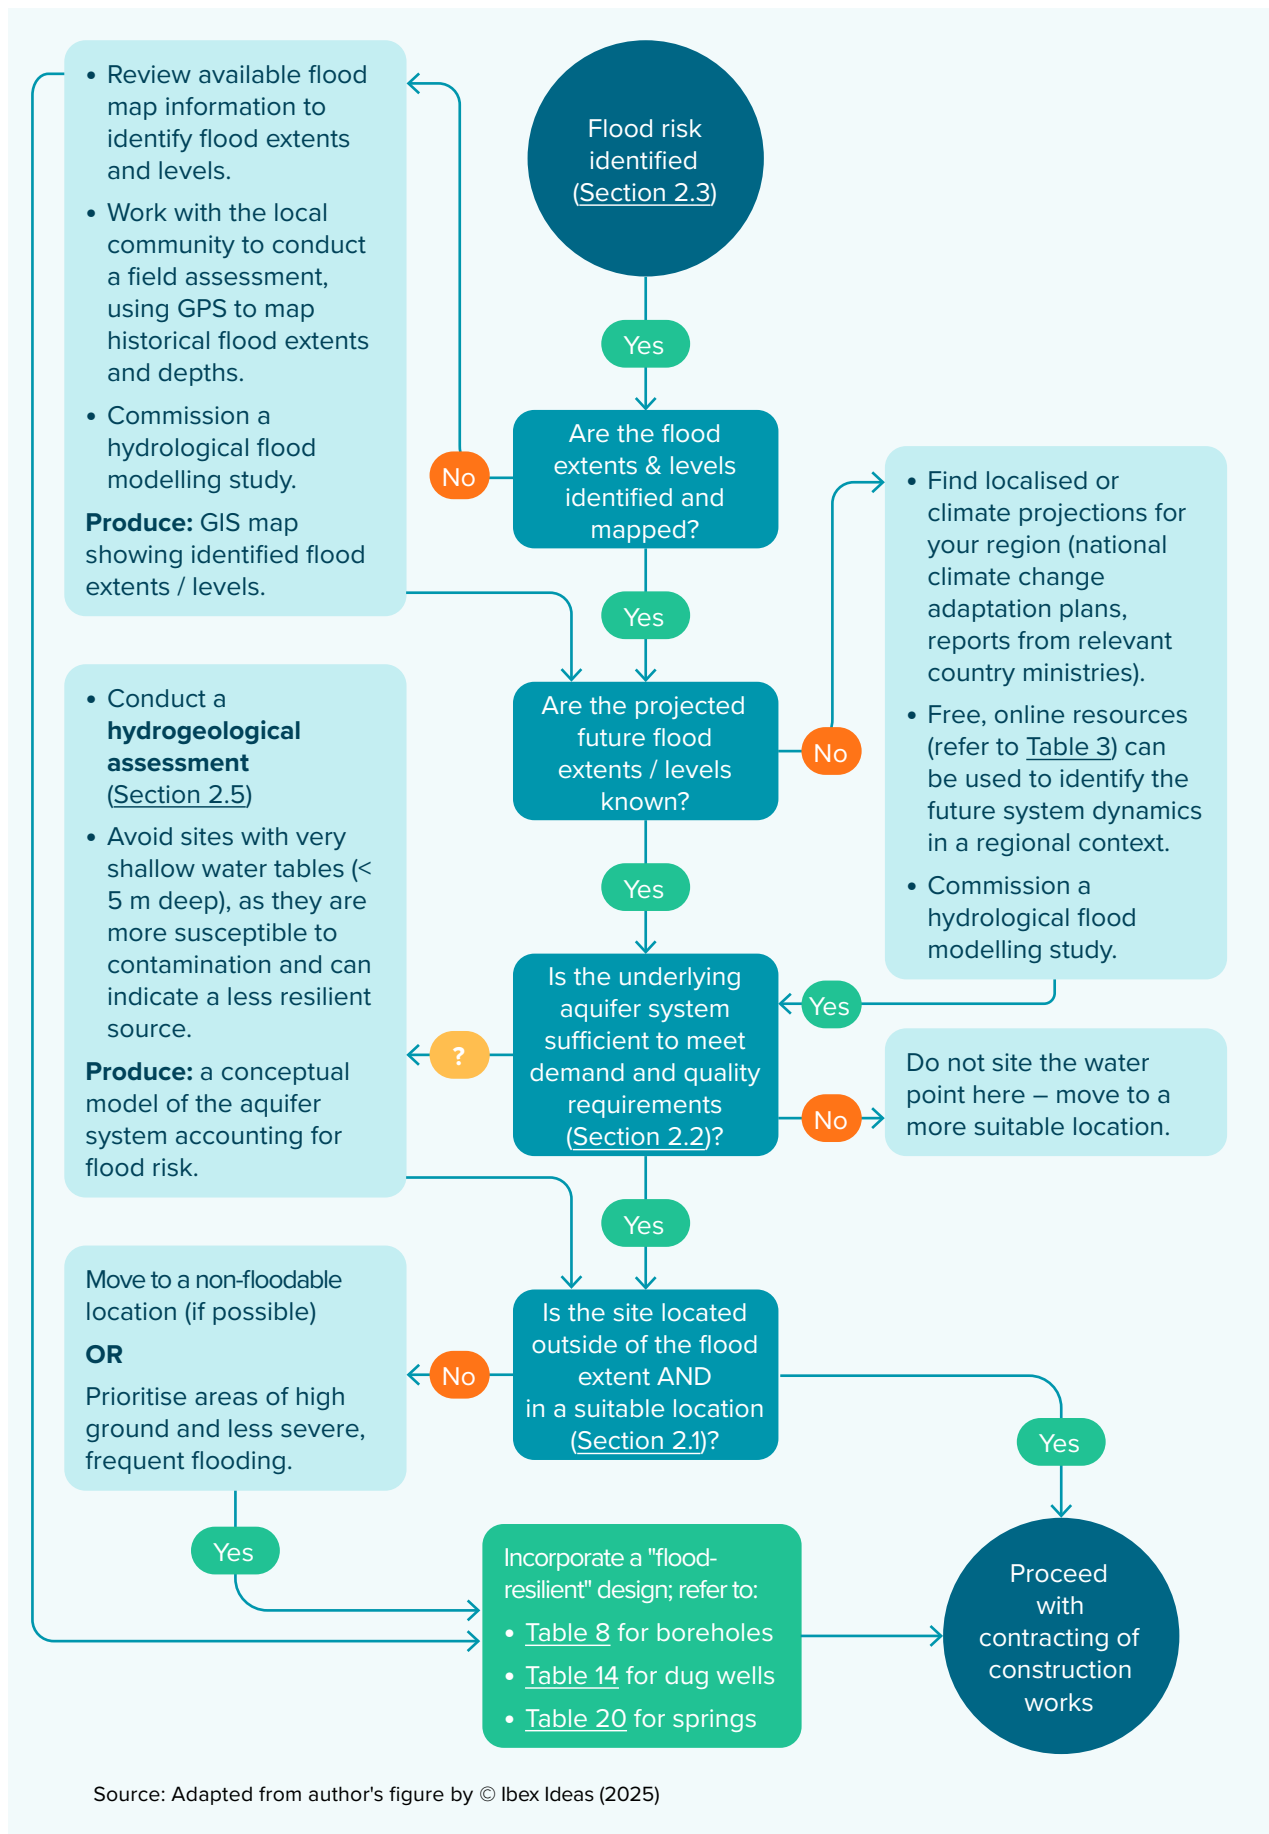 Flood risk
identified
(Section 2.3)
Yes
Are the flood
extents & levels
identified and
mapped?
No
• Review available flood
map information to
identify flood extents
and levels.
• Work with the local
community to conduct
a field assessment,
using GPS to map
historical flood extents
and depths.
• Commission a
hydrological flood
modelling study.
Produce: GIS map
showing identified flood
extents / levels.
Yes
Are the projected
future flood
extents / levels
known?
No
• Find localised or
climate projections for
your region (national
climate change
adaptation plans,
reports from relevant
country ministries).
• Free, online resources
(refer to Table 3) can
be used to identify the
future system dynamics
in a regional context.
• Commission a
hydrological flood
modelling study.
Yes
Yes
Is the underlying
aquifer system
sufficient to meet
demand and quality
requirements
(Section 2.2)?
?
• Conduct a
hydrogeological
assessment
(Section 2.5)
• Avoid sites with very
shallow water tables (<
5 m deep), as they are
more susceptible to
contamination and can
indicate a less resilient
source.
Produce: a conceptual
model of the aquifer
system accounting for
flood risk.
No
Do not site the water
point here – move to a
more suitable location.
Yes
Is the site located
outside of the flood
extent AND
in a suitable location
(Section 2.1)?
No
Move to a non-floodable
location (if possible)
OR
Prioritise areas of high
ground and less severe,
frequent flooding.
Yes
Yes
Incorporate a "flood-
resilient" design; refer to:
• Table 8 for boreholes
• Table 14 for dug wells
• Table 20 for springs
Proceed
with
contracting of
construction
works
Source: Adapted from author's figure by © Ibex Ideas (2025)